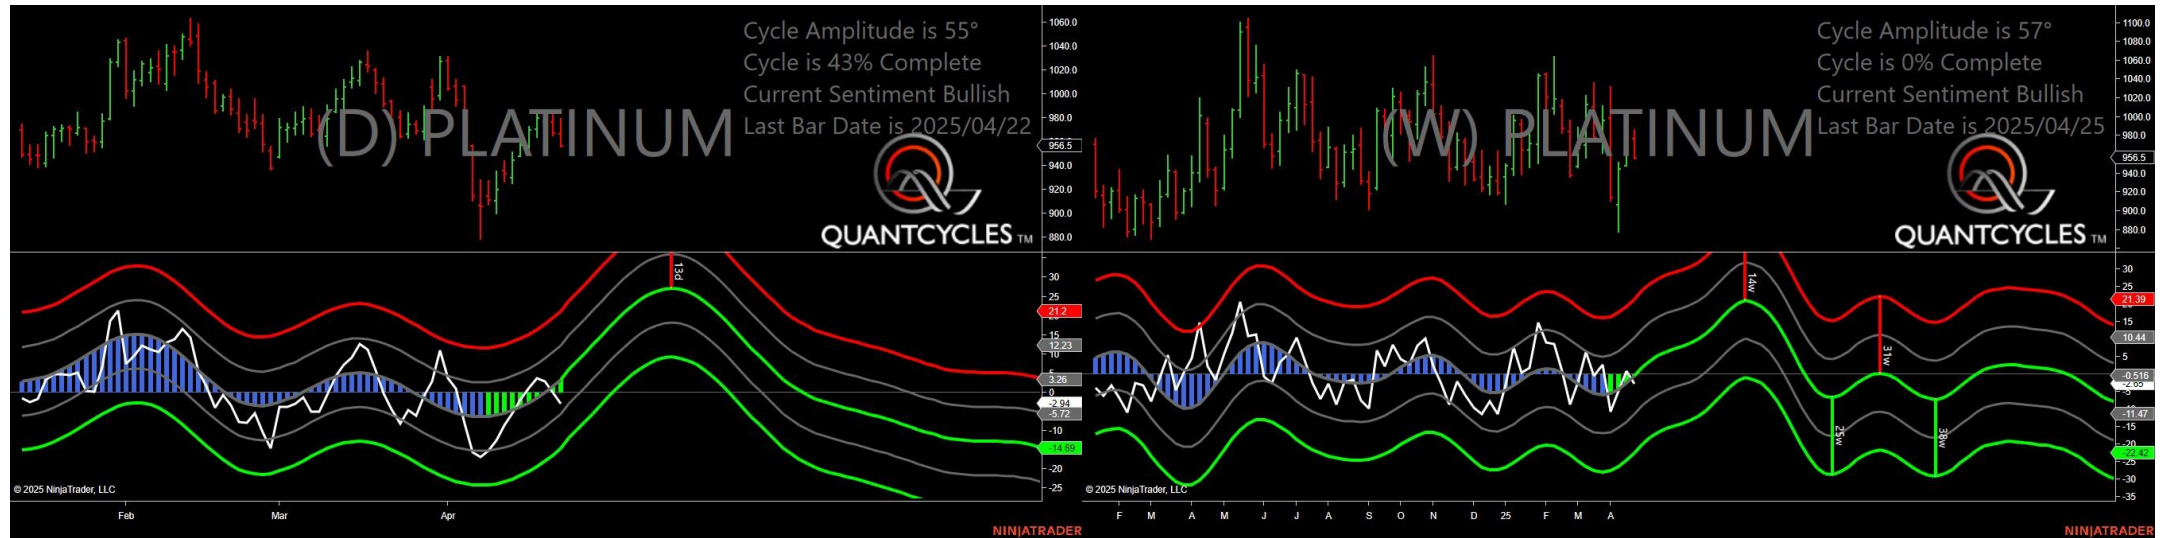 Cycle Amplitude is 55°
Cycle is 43% Complete
Current Sentiment Bullish
Last Bar Date is 2025/04/22
(D) PLATINUM
QUANTCYCLES TM
1060.0
1040.0
1020.0
1000.0
980.0
956.5
940.0
920.0
900.0
880.0
13d
30
25
21.2
15
12.23
10
5
3.26
0
-2.94
-5.72
-10
-14.69
-20
-25
© 2025 NinjaTrader, LLC
Feb
Mar
Apr
NINJATRADER
Cycle Amplitude is 57°
Cycle is 0% Complete
Current Sentiment Bullish
Last Bar Date is 2025/04/25
(W) PLATINUM
QUANTCYCLES TM
1100.0
1080.0
1060.0
1040.0
1020.0
1000.0
980.0
956.5
940.0
920.0
900.0
880.0
14w
31w
25w
38w
30
25
21.39
15
10.44
5
-0.516
-5
-11.47
-15
-20
-22.42
-25
-30
-35
© 2025 NinjaTrader, LLC
F
M
A
M
J
J
A
S
O
N
D
25
F
M
A
NINJATRADER